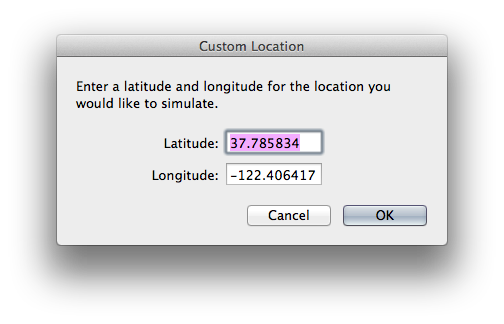 Custom Location
Enter a latitude and longitude for the location you
would like to simulate.
Latitude: 37.785834
Longitude: -122.406417
Cancel OK